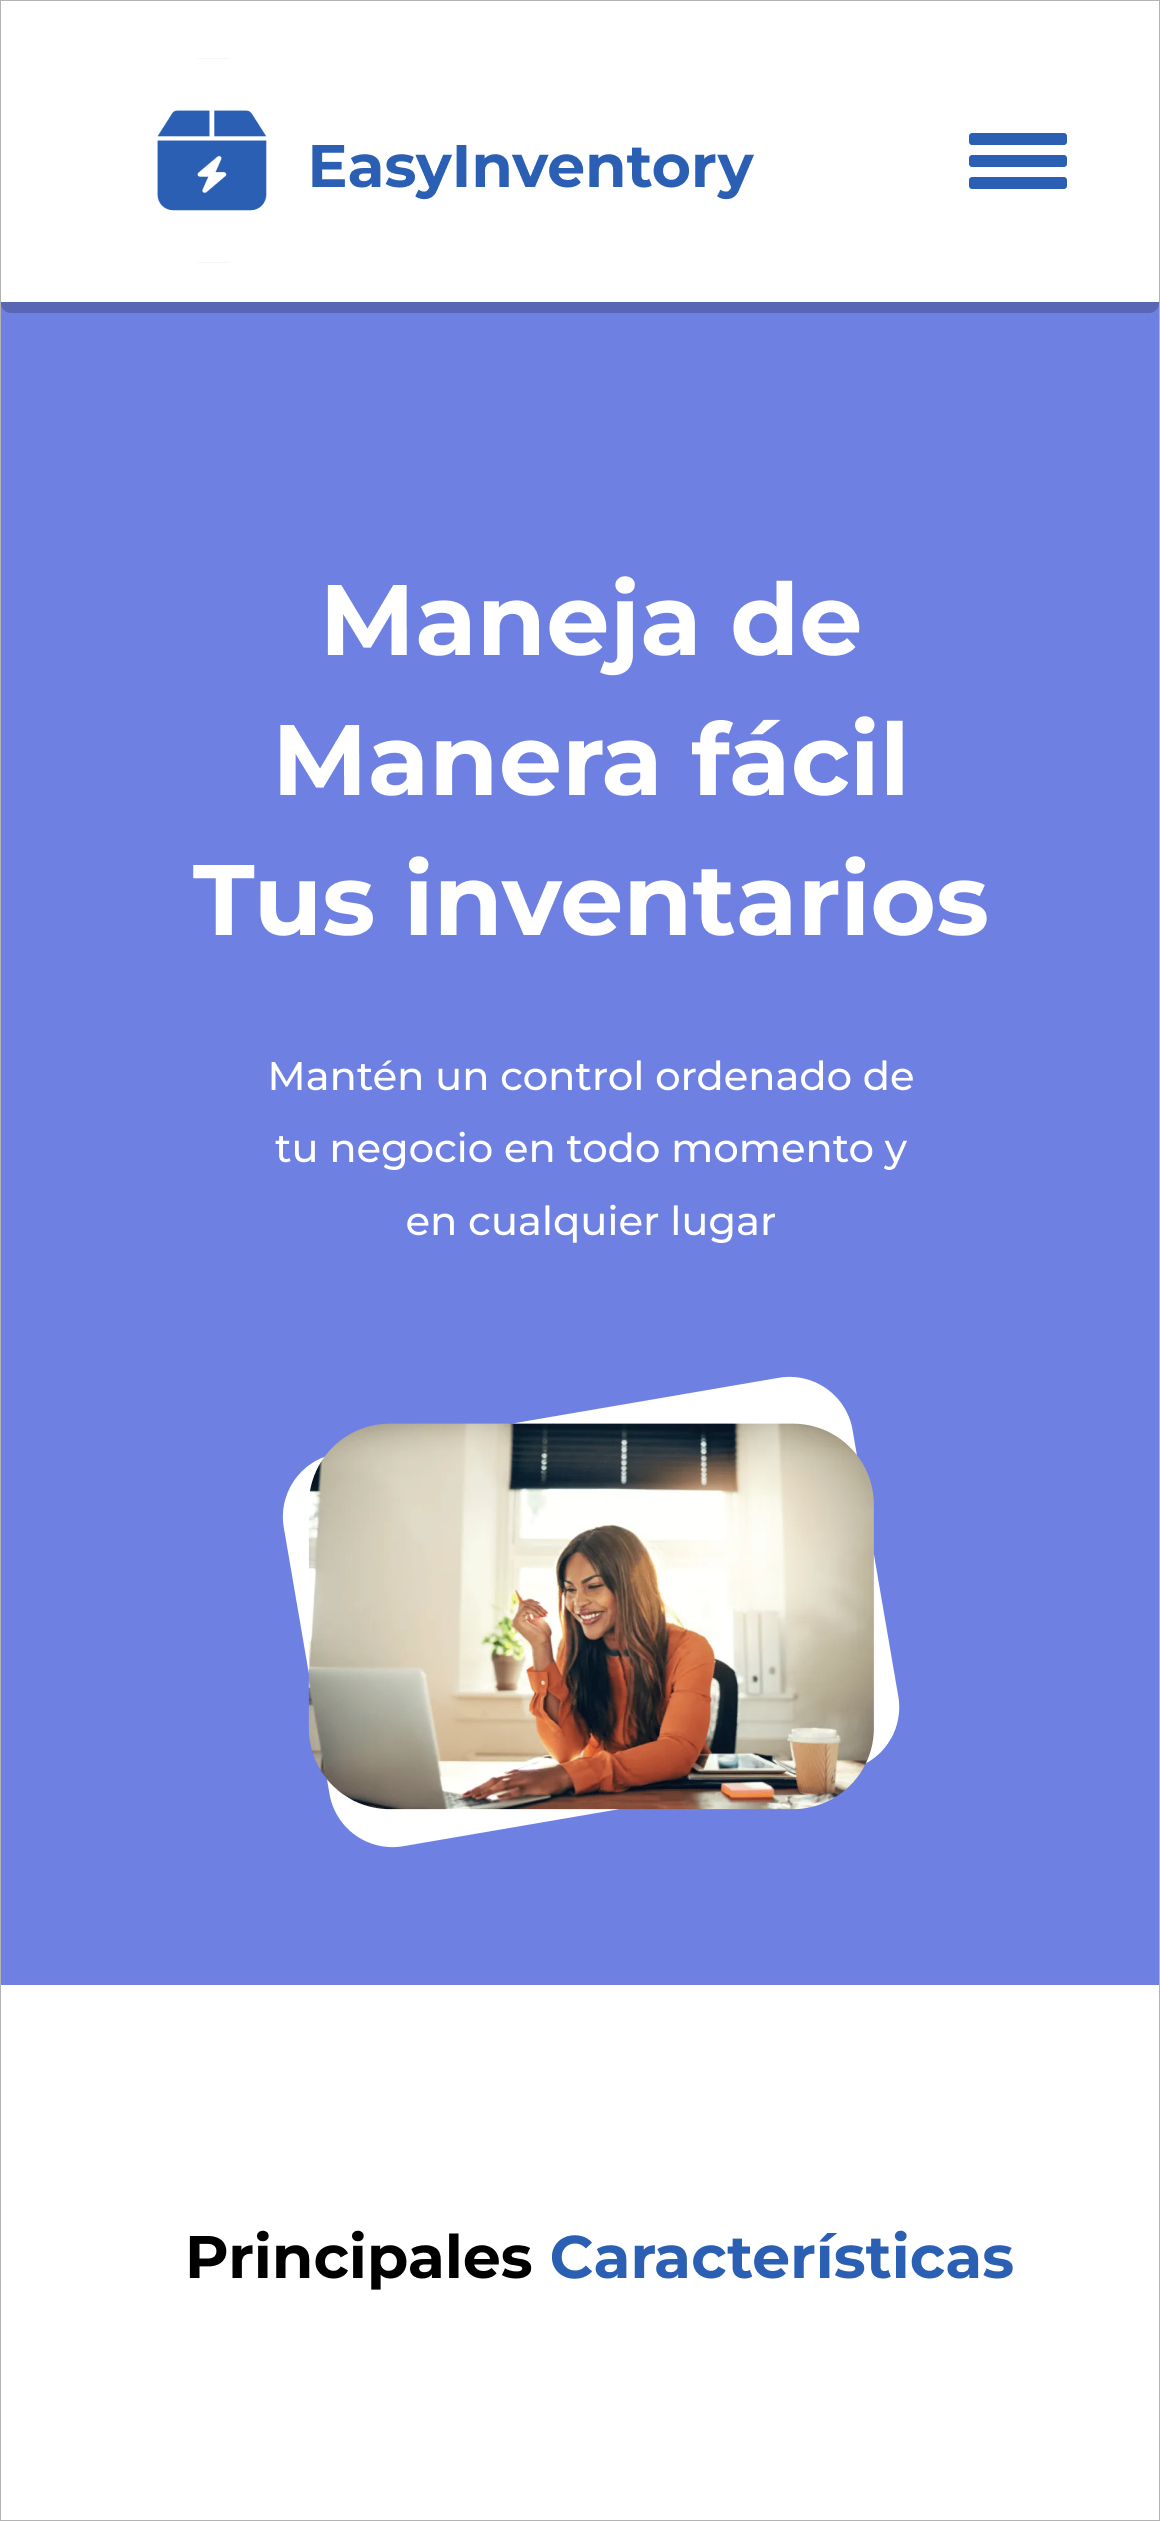 EasyInventory
Maneja de
Manera fácil
Tus inventarios
Mantén un control ordenado de
tu negocio en todo momento y
en cualquier lugar
Principales Características